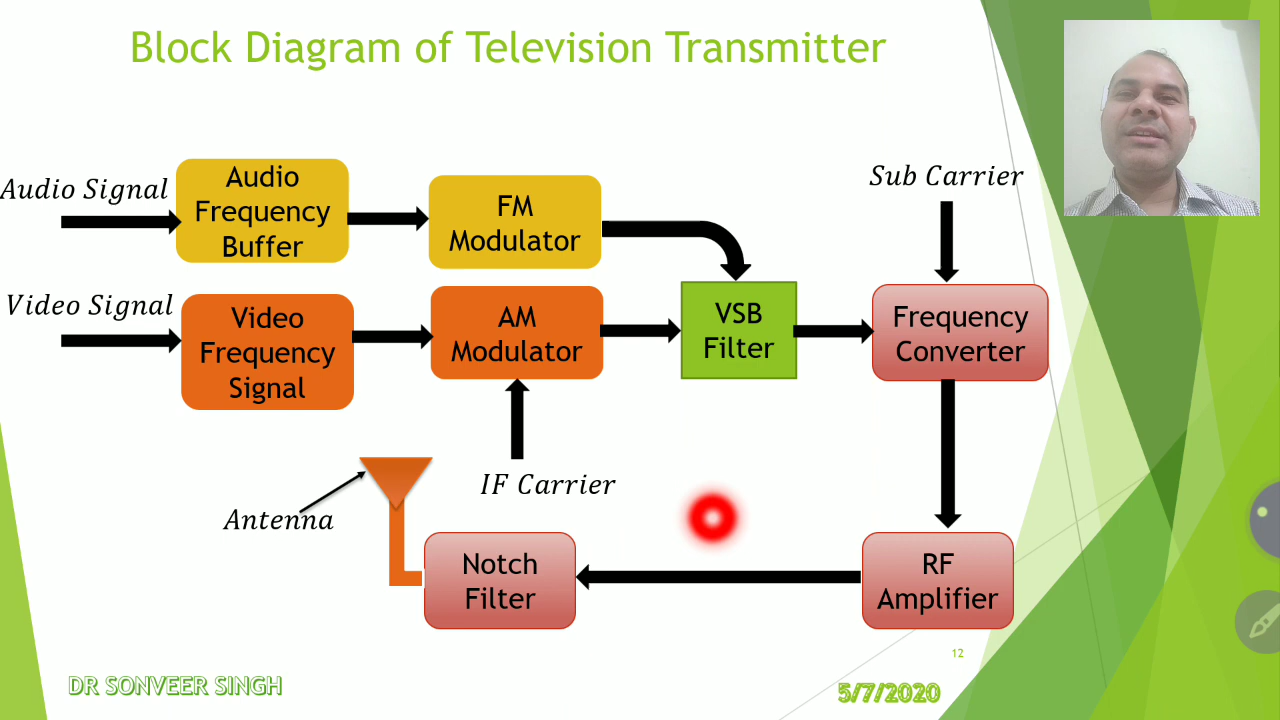 Block Diagram of Television Transmitter
Audio Signal
Audio
Frequency
Buffer
FM
Modulator
Sub Carrier
Video Signal
Video
Frequency
Signal
AM
Modulator
VSB
Filter
Frequency
Converter
IF Carrier
Antenna
Notch
Filter
RF
Amplifier
12
DR SONVEER SINGH
5/7/2020